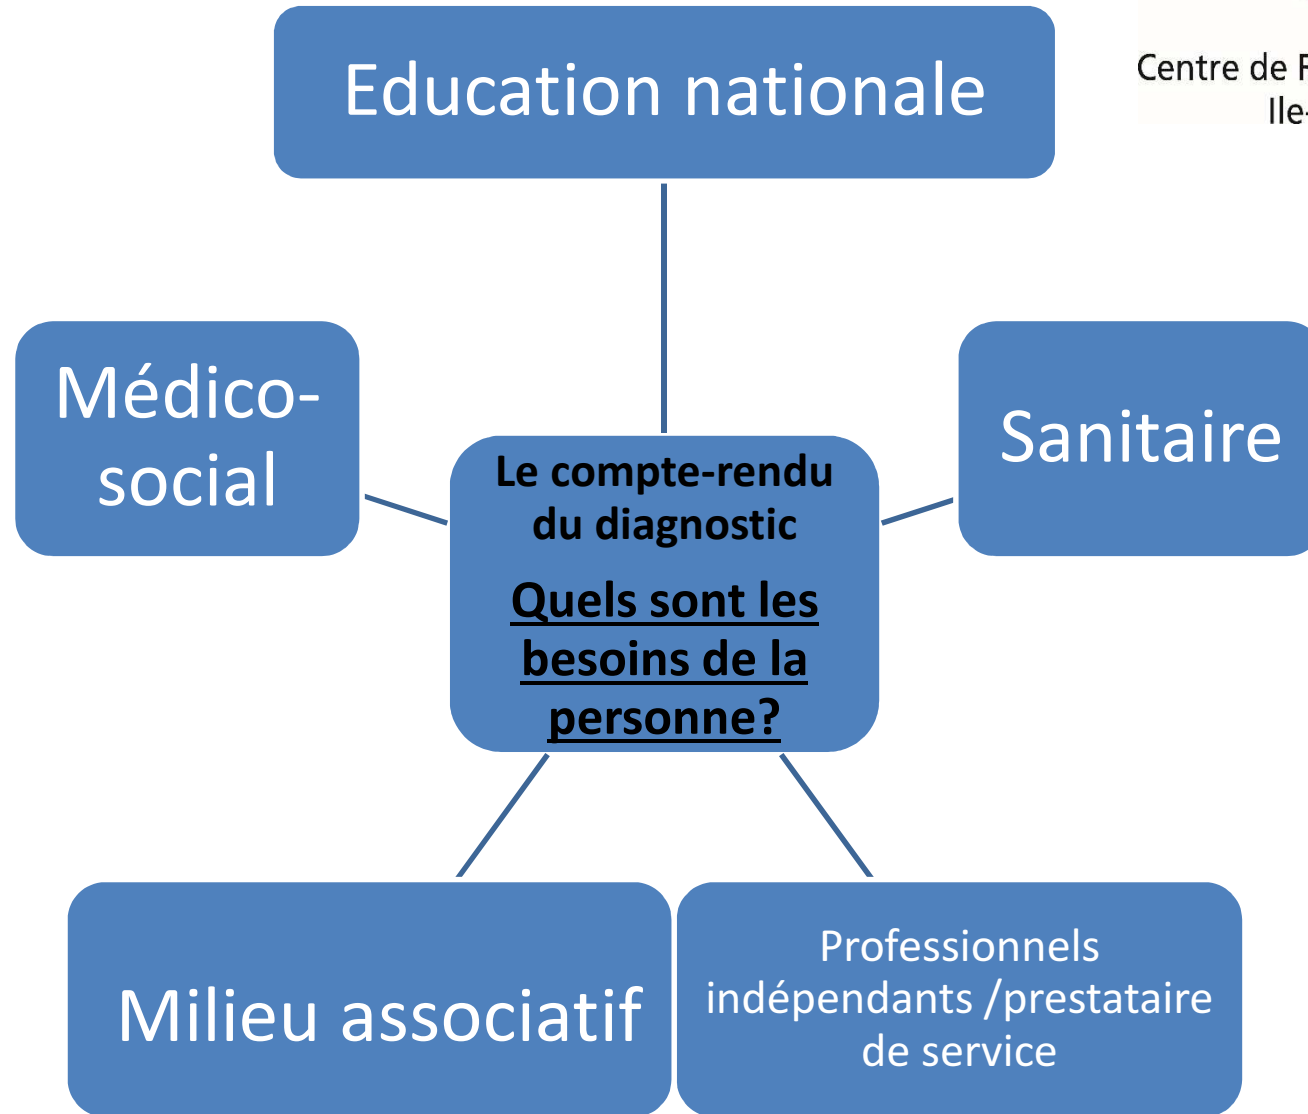 Education nationale
Centre de
Ile-
Médico-
social
Sanitaire
Le compte-rendu
du diagnostic
Quels sont les
besoins de la
personne?
Milieu associatif
Professionnels
indépendants /prestataire
de service